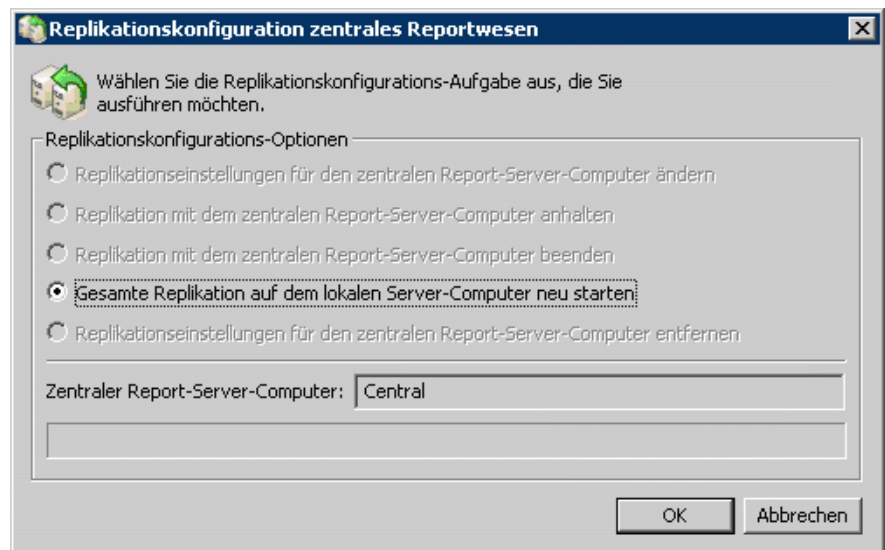 Replikationskonfiguration zentrales Reportwesen
Wählen Sie die Replikationskonfigurations-Aufgabe aus, die Sie
ausführen möchten.
Replikationskonfigurations-Optionen
Replikationseinstellungen für den zentralen Report-Server-Computer ändern
Replikation mit dem zentralen Report-Server-Computer anhalten
Replikation mit dem zentralen Report-Server-Computer beenden
Gesamte Replikation auf dem lokalen Server-Computer neu starten
Replikationseinstellungen für den zentralen Report-Server-Computer entfernen
Zentraler Report-Server-Computer: Central
OK Abbrechen